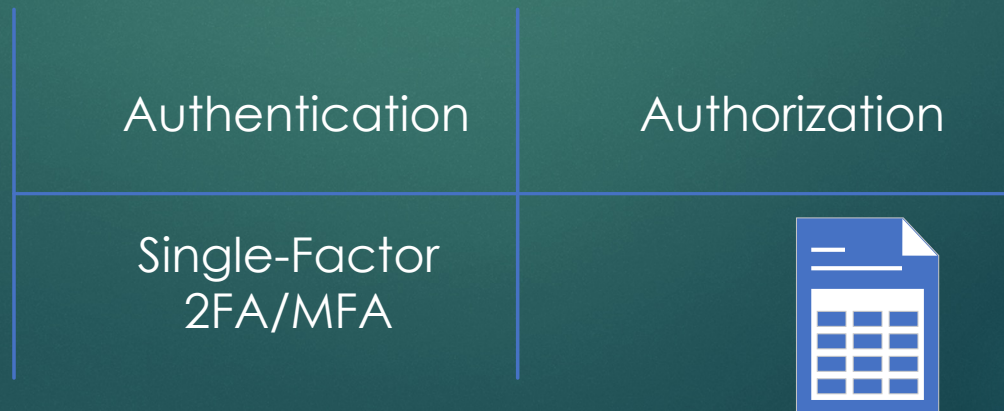 Authentication
Authorization
Single-Factor
2FA/MFA